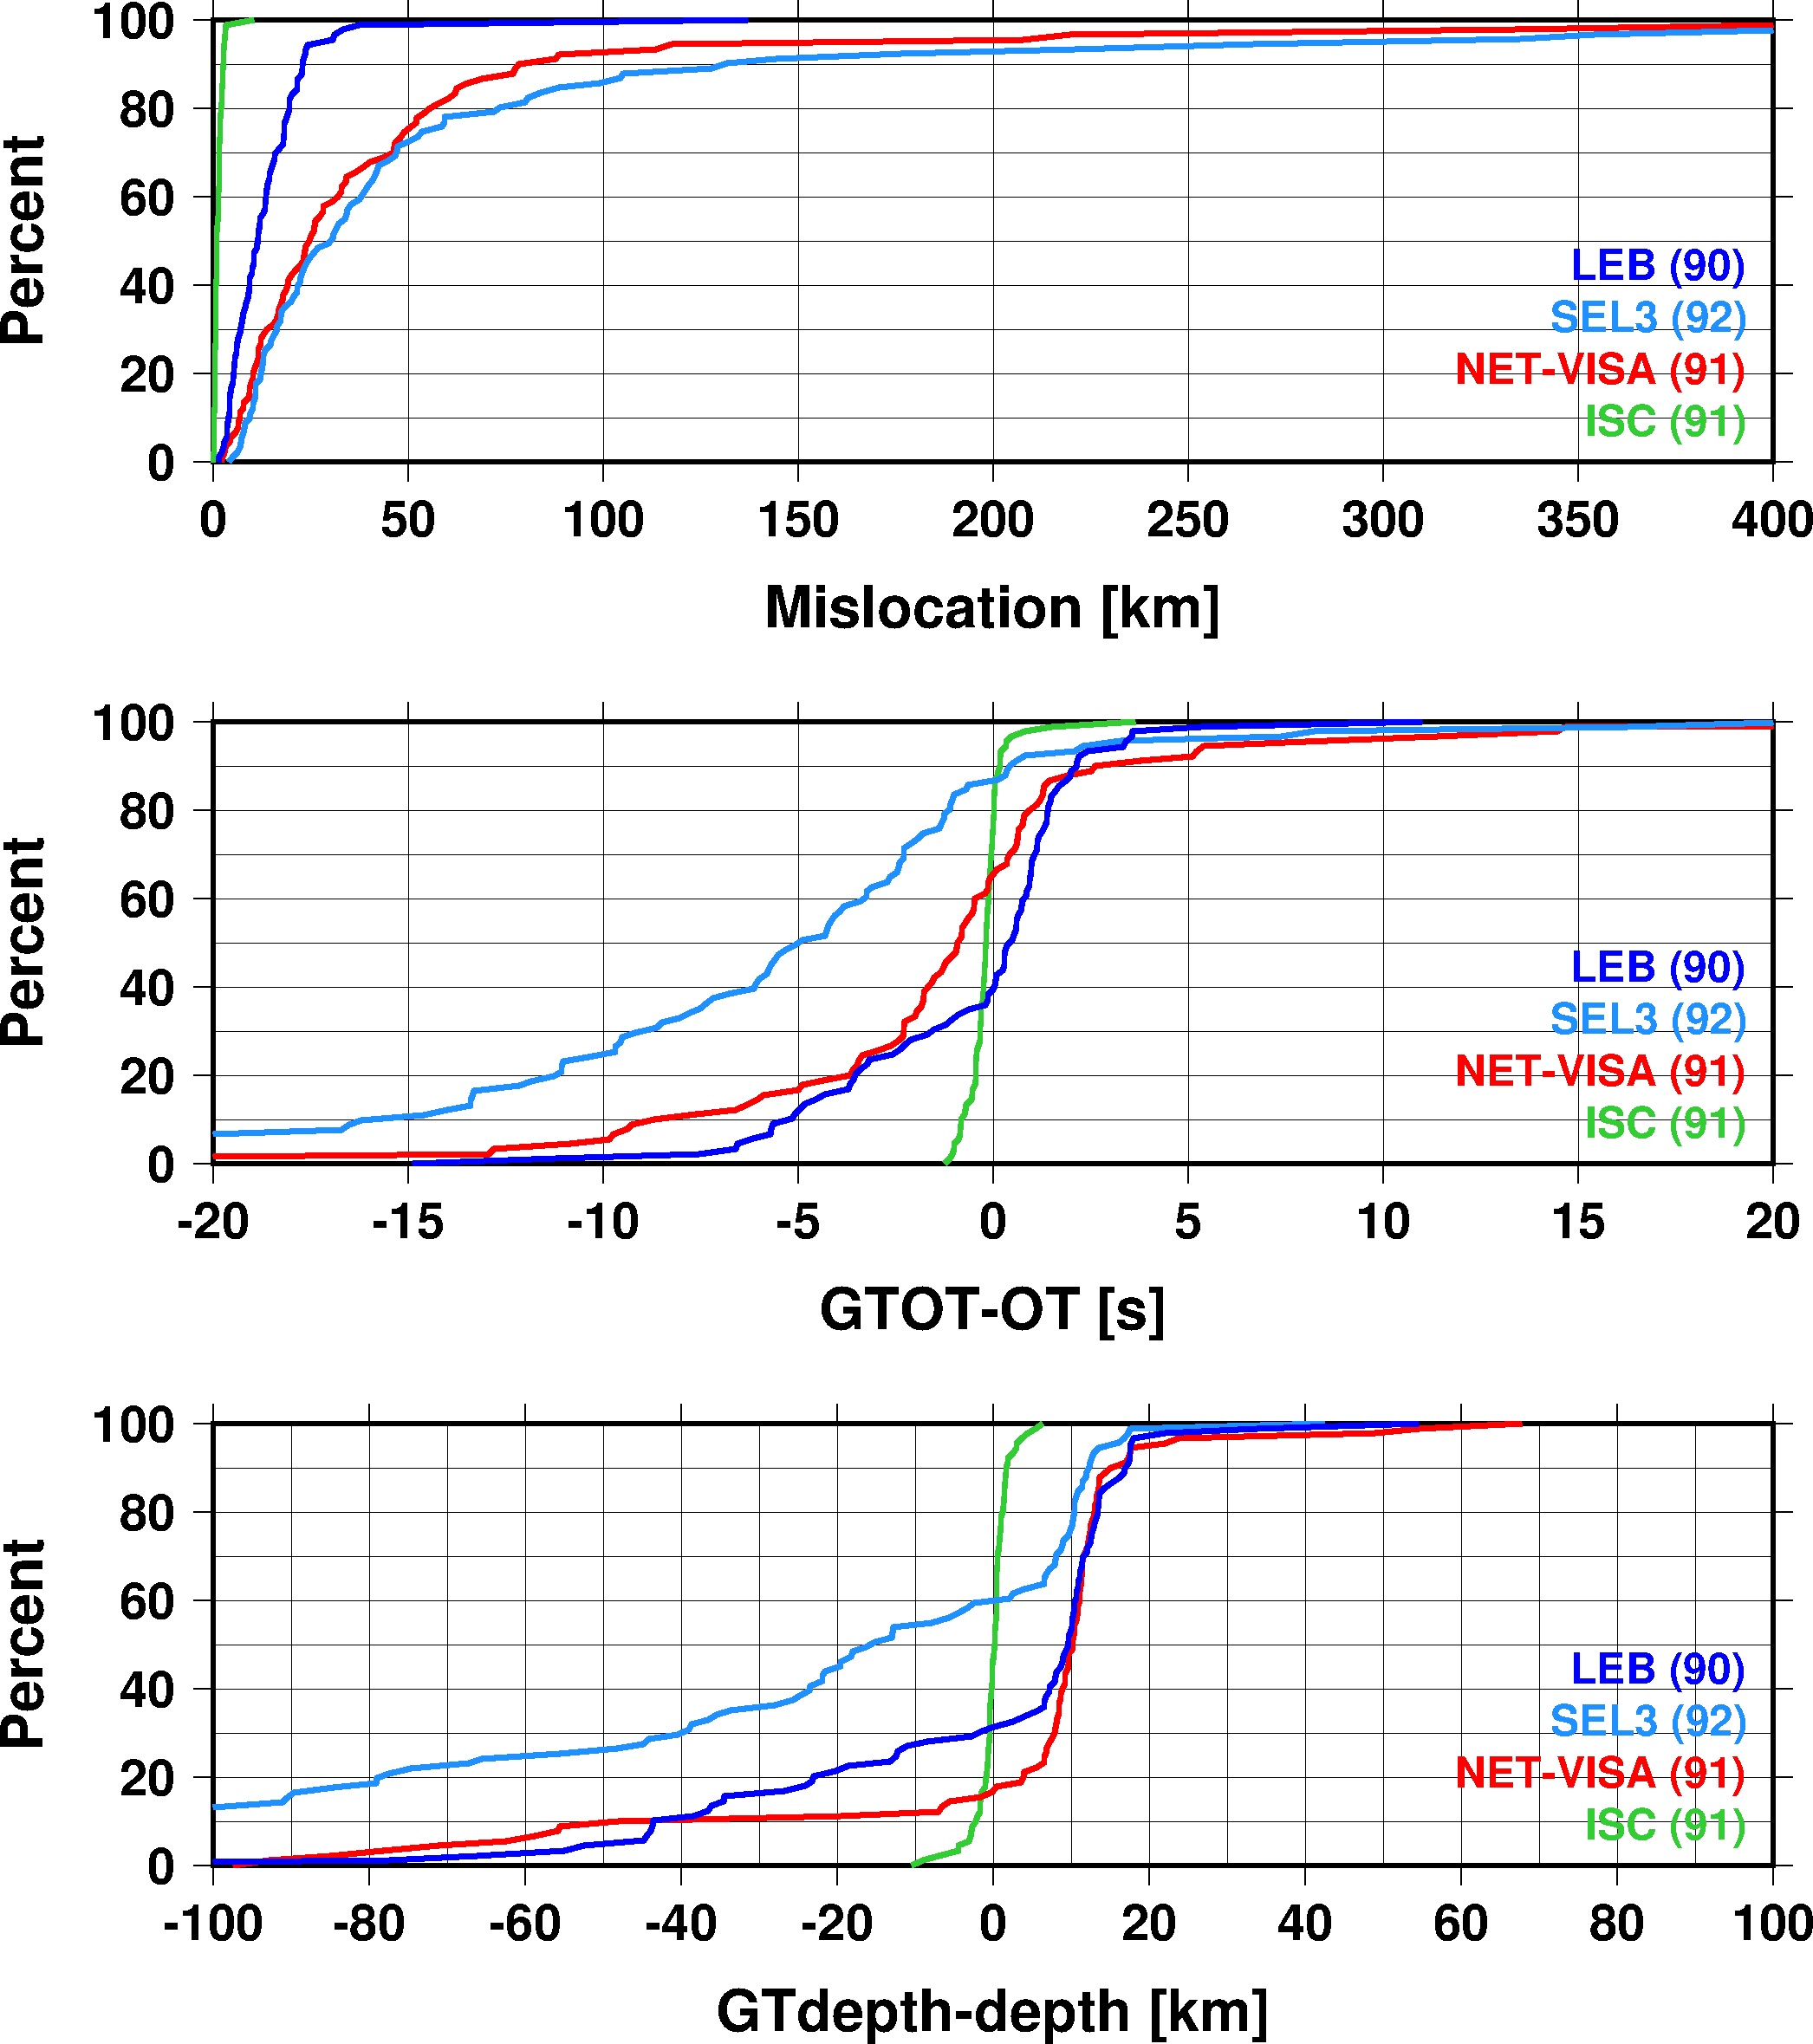 100
80
60
40
20
0
Percent
LEB (90)
SEL3 (92)
NET-VISA (91)
ISC (91)
0 50 100 150 200 250 300 350 400
Mislocation [km]
100
80
60
40
20
0
Percent
LEB (90)
SEL3 (92)
NET-VISA (91)
ISC (91)
-20 -15 -10 -5 0 5 10 15 20
GTOT-OT [s]
100
80
60
40
20
0
Percent
LEB (90)
SEL3 (92)
NET-VISA (91)
ISC (91)
-100 -80 -60 -40 -20 0 20 40 60 80 100
GTdepth-depth [km]